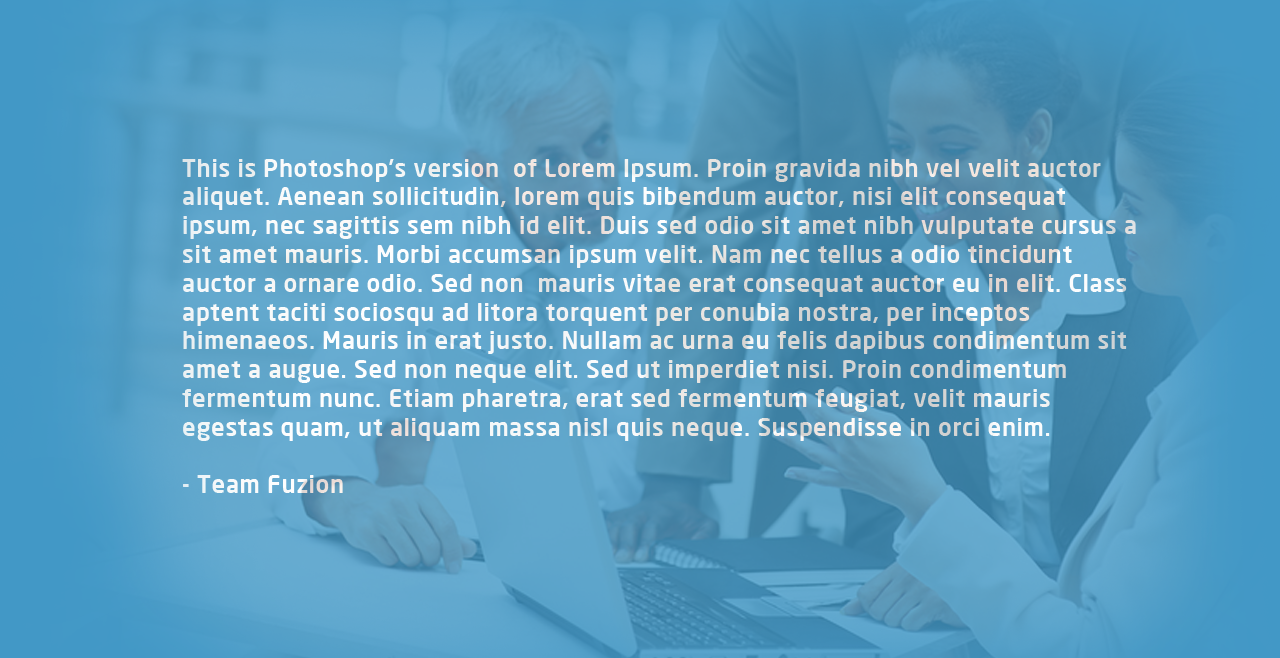 This is Photoshop's version  of Lorem Ipsum. Proin gravida nibh vel velit auctor
aliquet. Aenean sollicitudin, lorem quis bibendum auctor, nisi elit consequat
ipsum, nec sagittis sem nibh id elit. Duis sed odio sit amet nibh vulputate cursus a
sit amet mauris. Morbi accumsan ipsum velit. Nam nec tellus a odio tincidunt
auctor a ornare odio. Sed non  mauris vitae erat consequat auctor eu in elit. Class
aptent taciti sociosqu ad litora torquent per conubia nostra, per inceptos
himenaeos. Mauris in erat justo. Nullam ac urna eu felis dapibus condimentum sit
amet a augue. Sed non neque elit. Sed ut imperdiet nisi. Proin condimentum
fermentum nunc. Etiam pharetra, erat sed fermentum feugiat, velit mauris
egestas quam, ut aliquam massa nisl quis neque. Suspendisse in orci enim.
- Team Fuzion